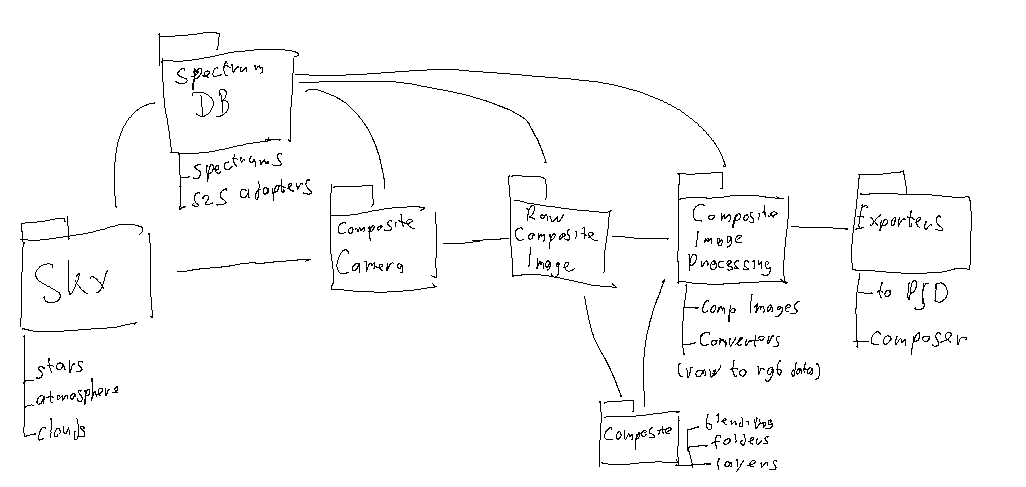 Spectrum
DB
Spectrums
S2S adapters
Sky
stars
atmosphere
clouds
Composite
Camera
Raw
Composite
Image
Composite
Image
Processing
Comp Images
Convertors
(raw to rgb data)
Exporters
to PSD
Composer
Composite
blending
folders
layers